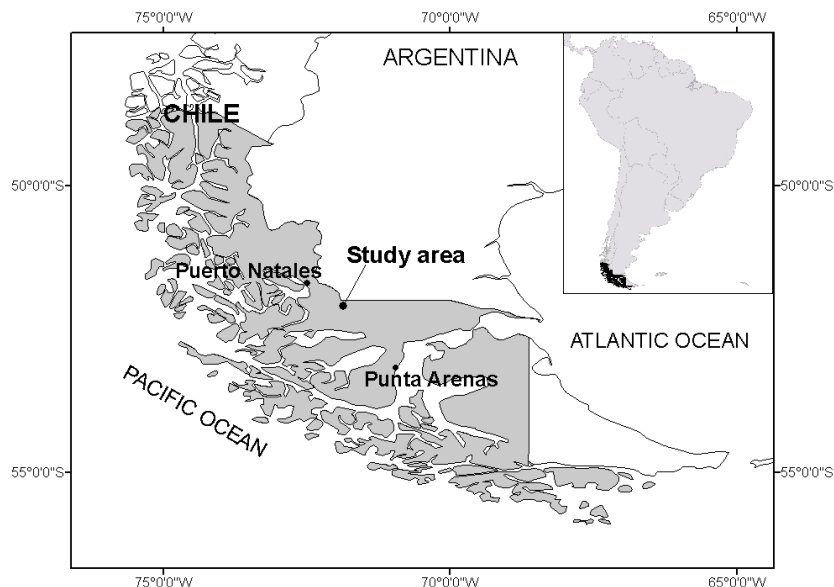 75°0'0"W 70°0'0"W 65°0'0"W
ARGENTINA
CHILE
50°0'0"S 50°0'0"S
Study area
Puerto Natales
ATLANTIC OCEAN
Punta Arenas
PACIFIC OCEAN
55°0'0"S 55°0'0"S
75°0'0"W 70°0'0"W 65°0'0"W